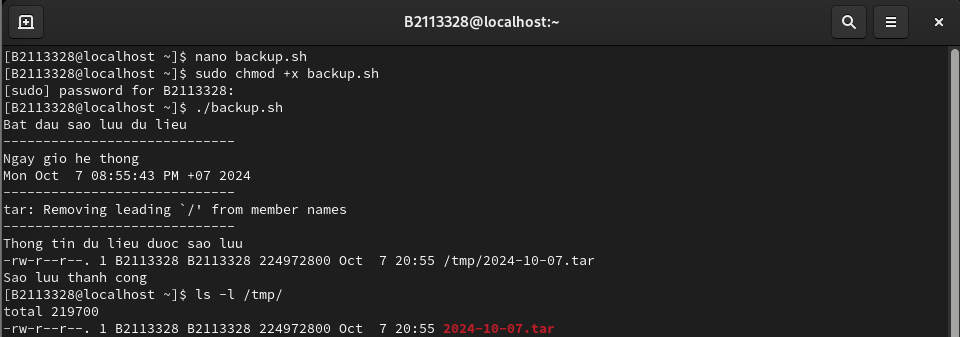 B2113328@localhost:~
[B2113328@localhost ~]$ nano backup.sh
[B2113328@localhost ~]$ sudo chmod +x backup.sh
[sudo] password for B2113328:
[B2113328@localhost ~]$ ./backup.sh
Bat dau sao luu du lieu
-----------------------------
Ngay gio he thong
Mon Oct  7 08:55:43 PM +07 2024
-----------------------------
tar: Removing leading `/' from member names
-----------------------------
Thong tin du lieu duoc sao luu
-rw-r--r--. 1 B2113328 B2113328 224972800 Oct  7 20:55 /tmp/2024-10-07.tar
Sao luu thanh cong
[B2113328@localhost ~]$ ls -l /tmp/
total 219700
-rw-r--r--. 1 B2113328 B2113328 224972800 Oct  7 20:55 2024-10-07.tar